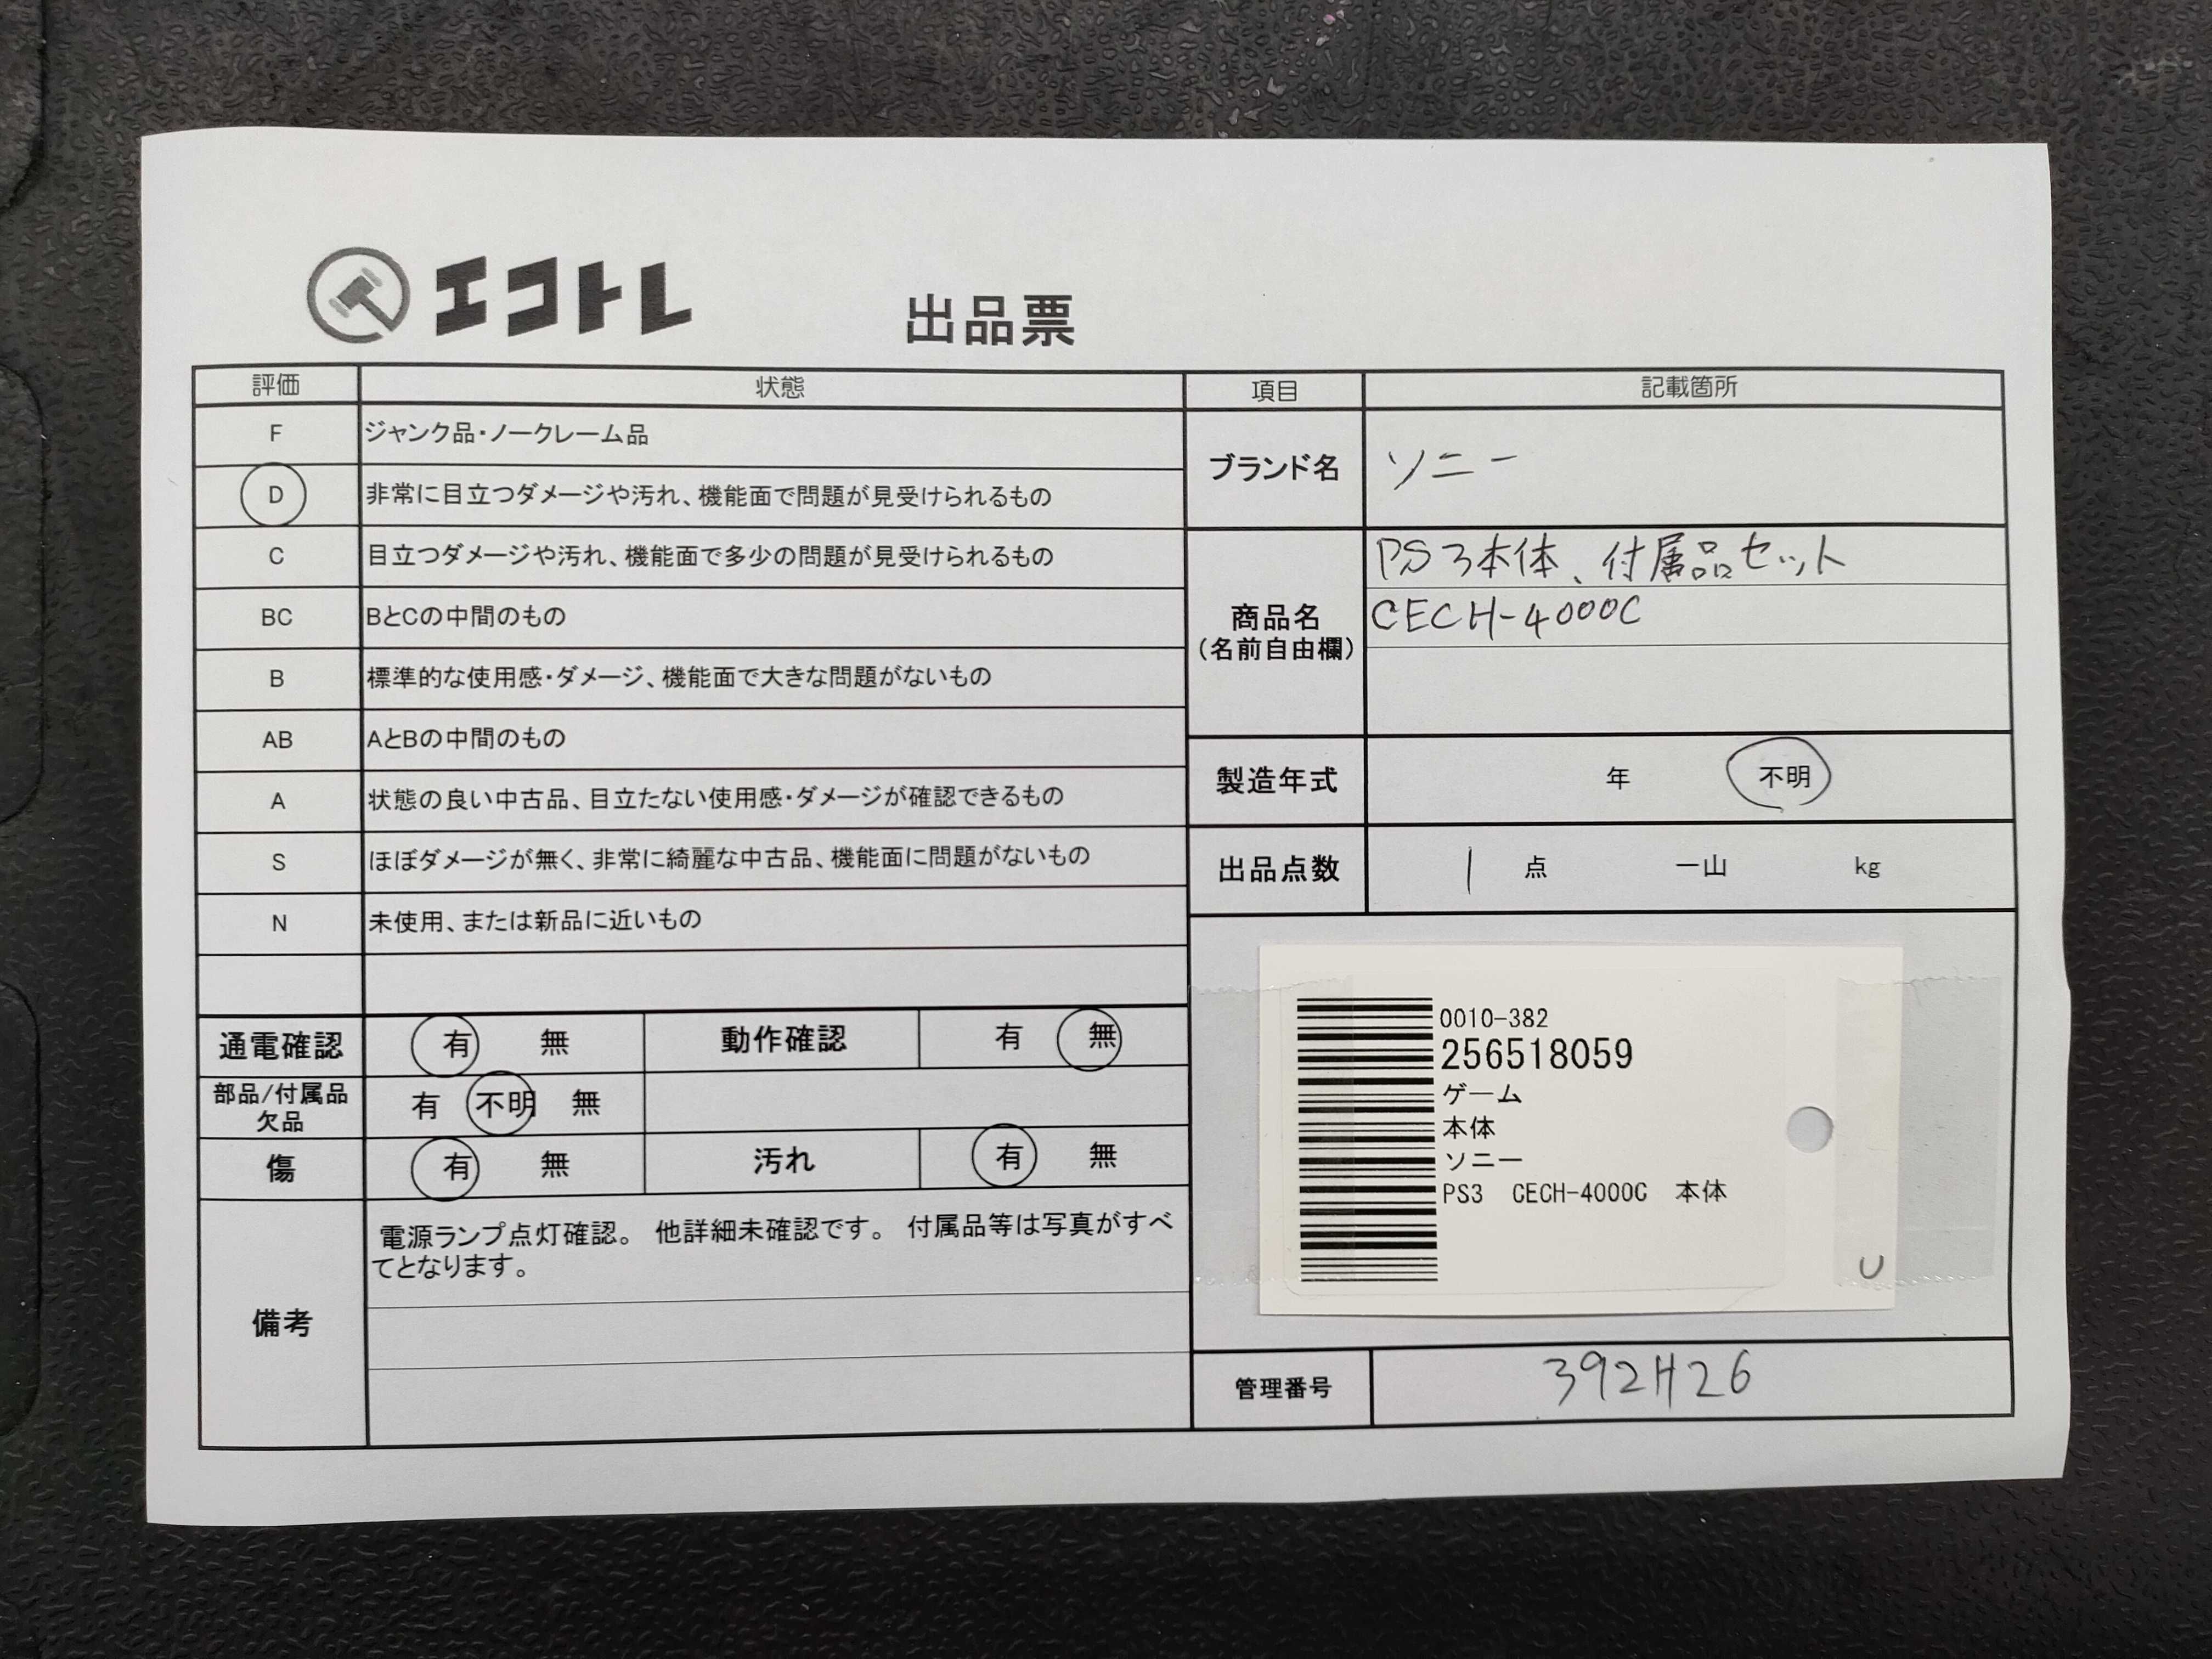 エコトレ
出品票
評価 状態
F ジャンク品・ノークレーム品
D 非常に目立つダメージや汚れ、機能面で問題が見受けられるもの
C 目立つダメージや汚れ、機能面で多少の問題が見受けられるもの
BC BとCの中間のもの
B 標準的な使用感・ダメージ、機能面で大きな問題がないもの
AB AとBの中間のもの
A 状態の良い中古品、目立たない使用感・ダメージが確認できるもの
S ほぼダメージが無く、非常に綺麗な中古品、機能面に問題がないもの
N 未使用、または新品に近いもの
通電確認 有 無 動作確認 有 無
部品/付属品
欠品
有 不明 無
傷 有 無 汚れ 有 無
備考
電源ランプ点灯確認。 他詳細未確認です。 付属品等は写真がすべ
てとなります。
項目 記載箇所
ブランド名 ソニー
商品名
(名前自由欄)
PS3本体、付属品セット
CECH-4000C
製造年式 年 不明
出品点数 1 点 一山 kg
0010-382
256518059
ゲーム
本体
ソニー
PS3 CECH-4000C 本体
U
管理番号 392H26